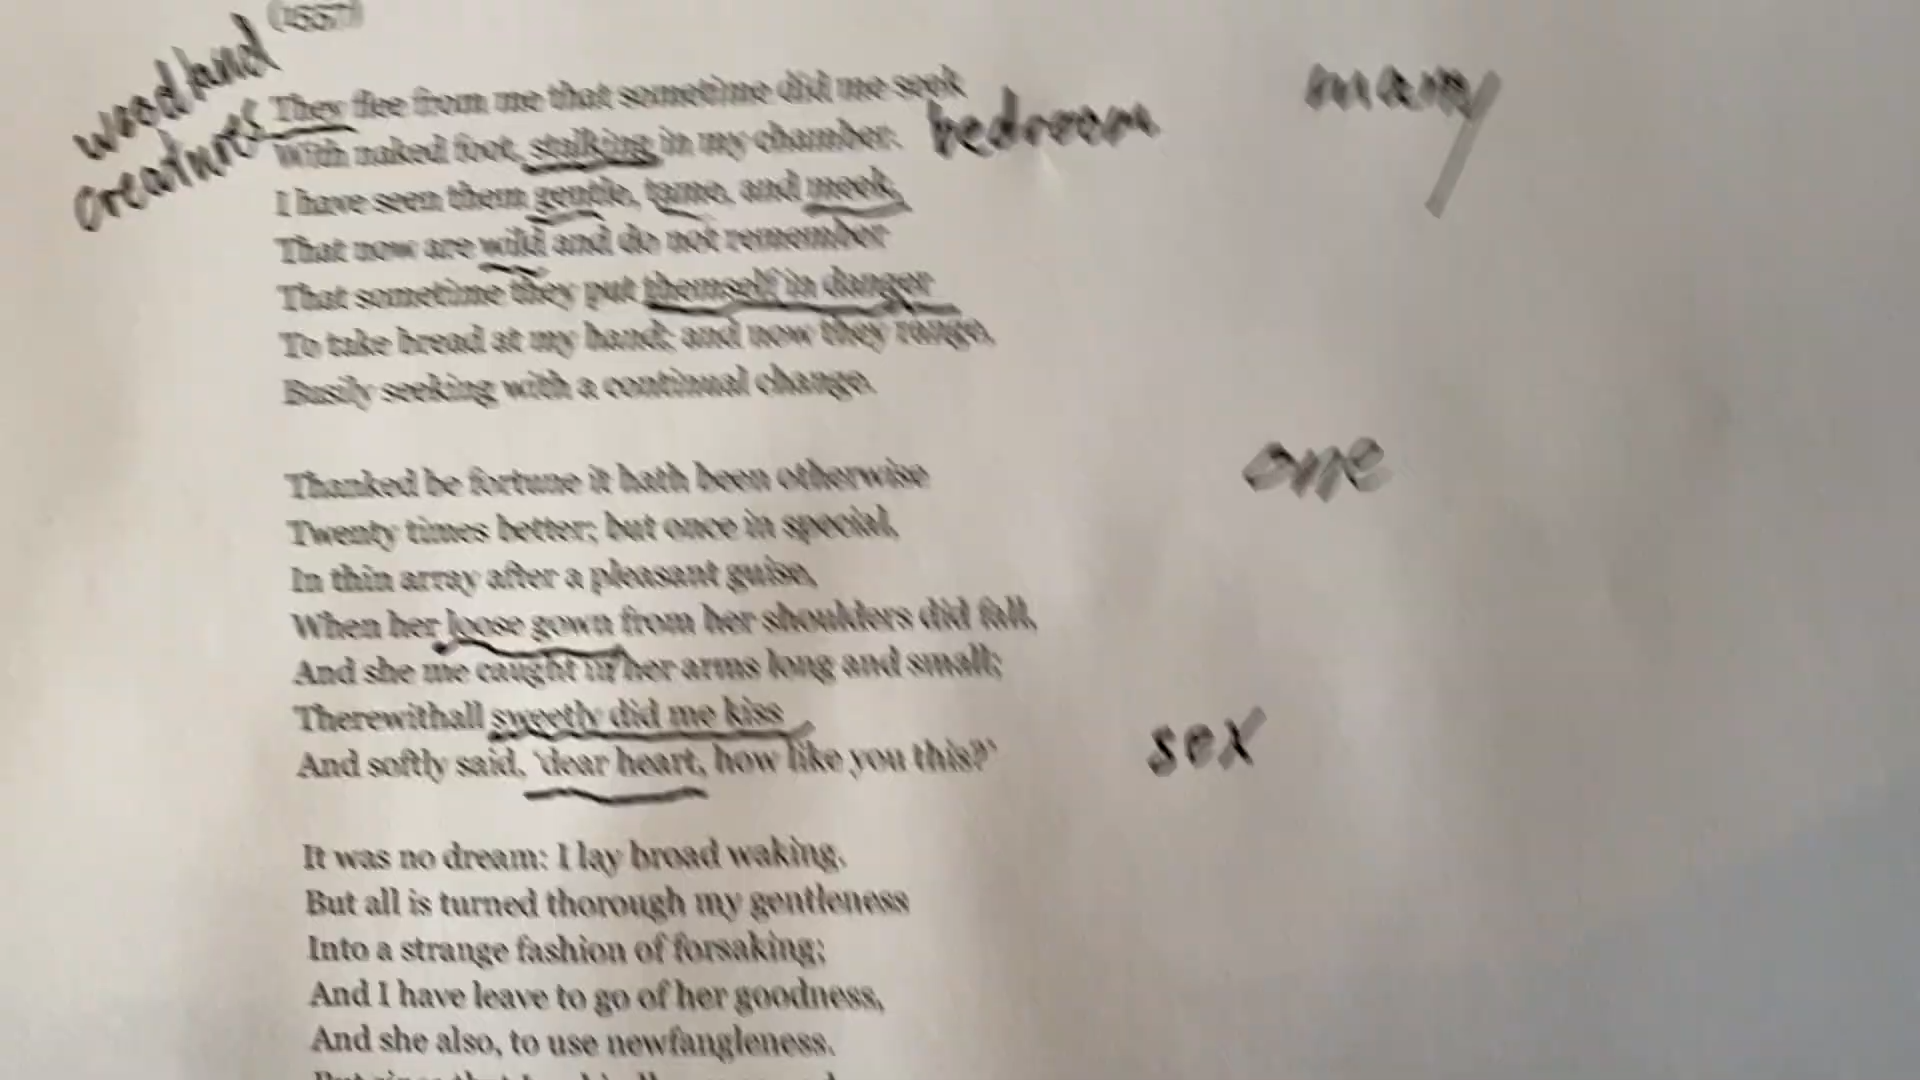 (1557)
woodland
creatures
They flee from me that sometime did me seek
many
With naked foot, stalking in my chamber.
bedroom
I have seen them gentle, tame, and meek,
That now are wild and do not remember
That sometime they put themself in danger
To take bread at my hand; and now they range,
Busily seeking with a continual change.
Thanked be fortune it hath been otherwise
one
Twenty times better; but once in special,
In thin array after a pleasant guise,
When her loose gown from her shoulders did fall,
And she me caught in her arms long and small;
Therewithall sweetly did me kiss
And softly said, 'dear heart, how like you this?'
sex
It was no dream: I lay broad waking.
But all is turned thorough my gentleness
Into a strange fashion of forsaking;
And I have leave to go of her goodness,
And she also, to use newfangleness.